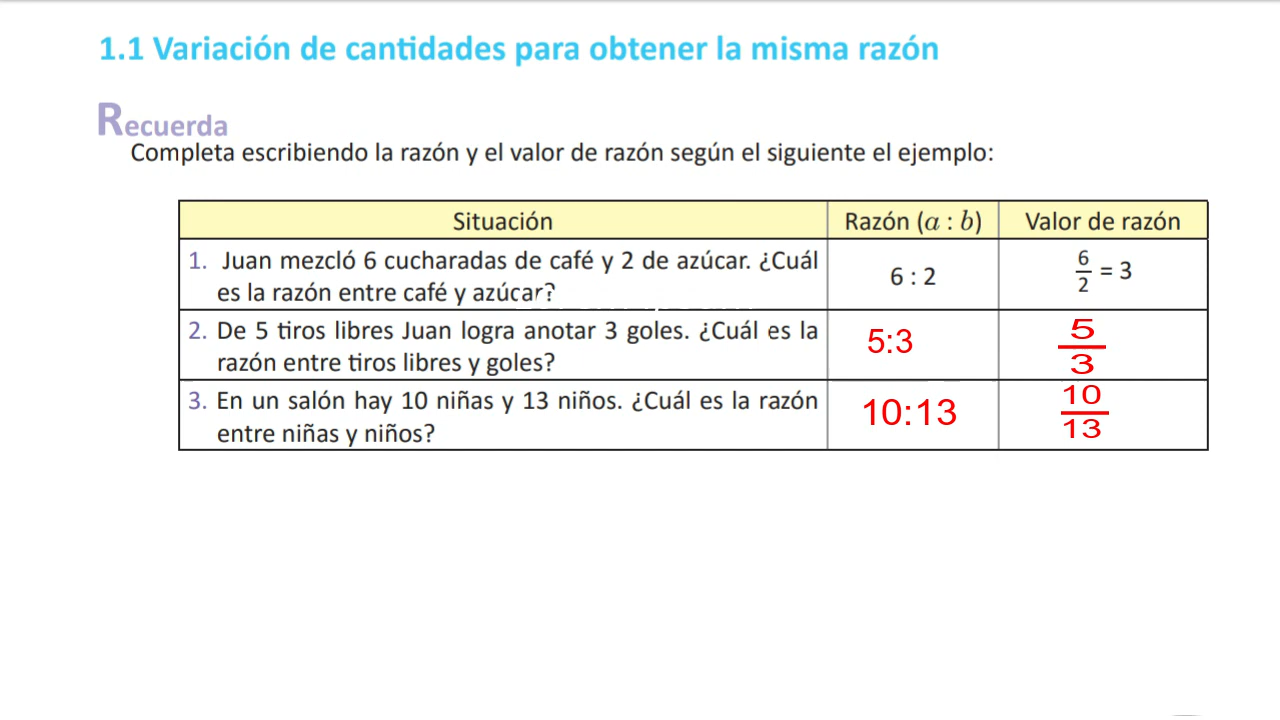 1.1 Variación de cantidades para obtener la misma razón
Recuerda
Completa escribiendo la razón y el valor de razón según el siguiente el ejemplo:
Situación Razón (a : b) Valor de razón
1. Juan mezcló 6 cucharadas de café y 2 de azúcar. ¿Cuál
es la razón entre café y azúcar?
6 : 2
6/2 = 3
2. De 5 tiros libres Juan logra anotar 3 goles. ¿Cuál es la
razón entre tiros libres y goles?
5:3
5/3
3. En un salón hay 10 niñas y 13 niños. ¿Cuál es la razón
entre niñas y niños?
10:13
10/13